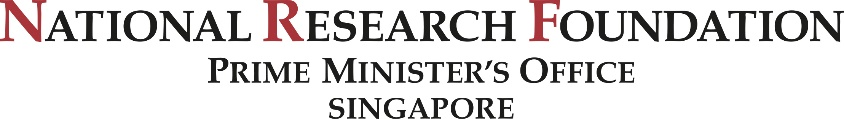 NATIONAL RESEARCH FOUNDATION
PRIME MINISTER'S OFFICE
SINGAPORE